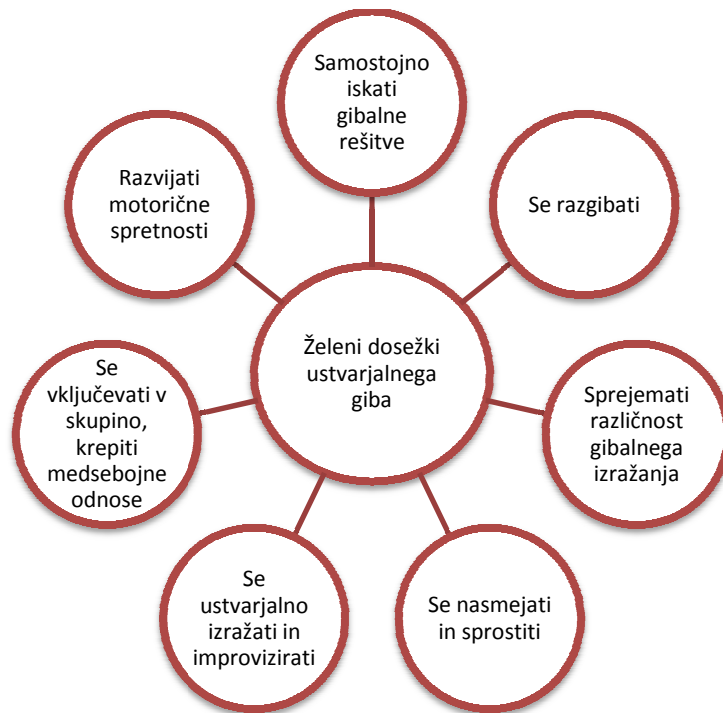 Samostojno
iskati
gibalne
rešitve
Razvijati
motorične
spretnosti
Se razgibati
Želeni dosežki
ustvarjalnega
giba
Se
vključevati v
skupino,
krepiti
medsebojne
odnose
Sprejemati
različnost
gibalnega
izražanja
Se
ustvarjalno
izražati in
improvizirati
Se nasmejati
in sprostiti